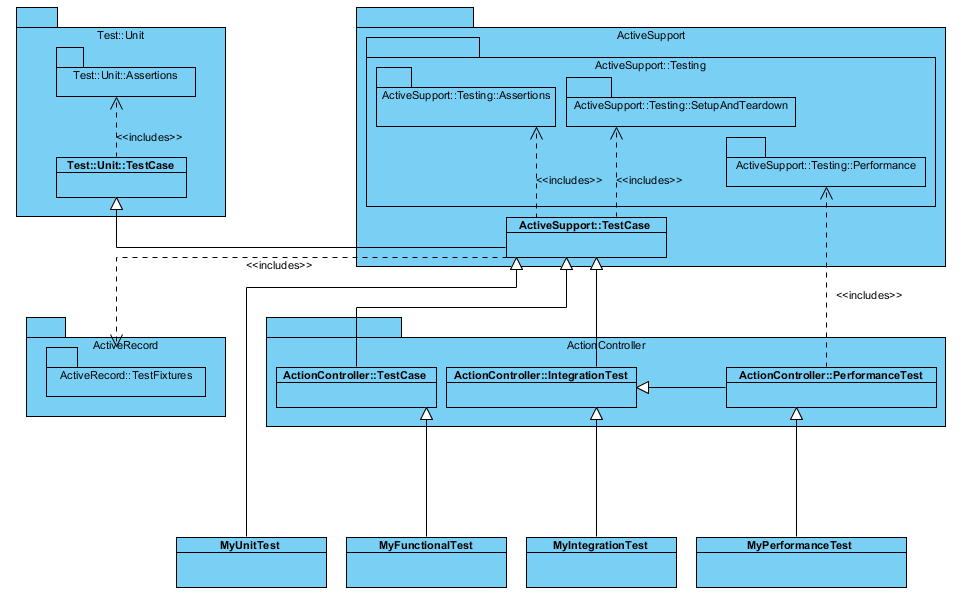 Test::Unit
Test::Unit::Assertions
<<includes>>
Test::Unit::TestCase
ActiveSupport
ActiveSupport::Testing
ActiveSupport::Testing::Assertions
ActiveSupport::Testing::SetupAndTeardown
ActiveSupport::Testing::Performance
<<includes>>
<<includes>>
ActiveSupport::TestCase
<<includes>>
<<includes>>
ActiveRecord
ActiveRecord::TestFixtures
ActionController
ActionController::TestCase
ActionController::IntegrationTest
ActionController::PerformanceTest
MyUnitTest
MyFunctionalTest
MyIntegrationTest
MyPerformanceTest